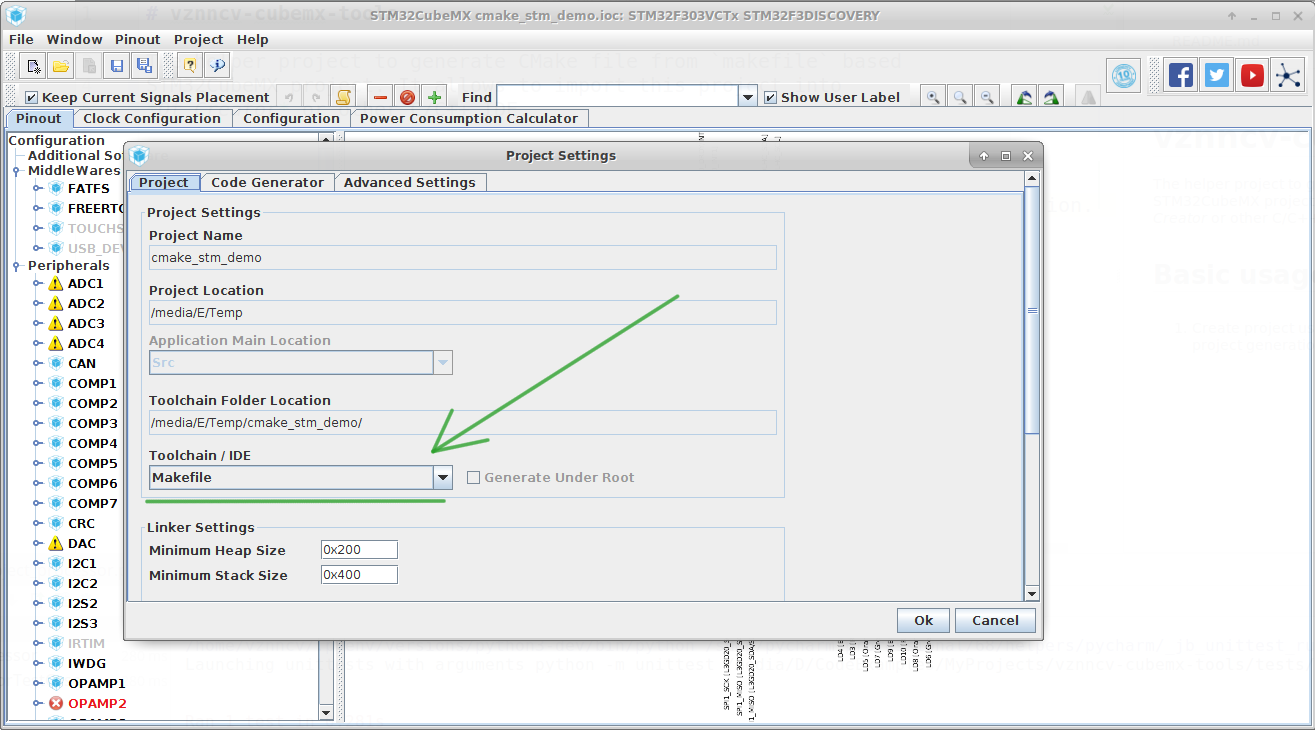 STM32CubeMX cmake_stm_demo.ioc: STM32F303VCTx STM32F3DISCOVERY
File Window Pinout Project Help
Keep Current Signals Placement Find Show User Label
Pinout Clock Configuration Configuration Power Consumption Calculator
Configuration
Additional So
MiddleWares
FATFS
FREERTO
TOUCHS
USB_DEV
Peripherals
ADC1
ADC2
ADC3
ADC4
CAN
COMP1
COMP2
COMP3
COMP4
COMP5
COMP6
COMP7
CRC
DAC
I2C1
I2C2
I2S2
I2S3
IRTIM
IWDG
OPAMP1
OPAMP2
Project Settings
Project Code Generator Advanced Settings
Project Settings
Project Name
cmake_stm_demo
Project Location
/media/E/Temp
Application Main Location
Src
Toolchain Folder Location
/media/E/Temp/cmake_stm_demo/
Toolchain / IDE
Makefile Generate Under Root
Linker Settings
Minimum Heap Size 0x200
Minimum Stack Size 0x400
Ok Cancel
Basic usag